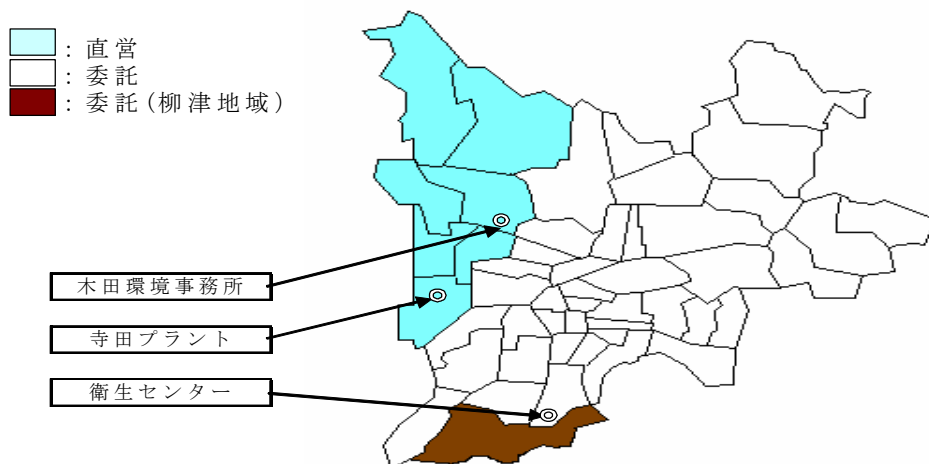 ：直営
：委託
：委託(柳津地域)
木田環境事務所
寺田プラント
衛生センター